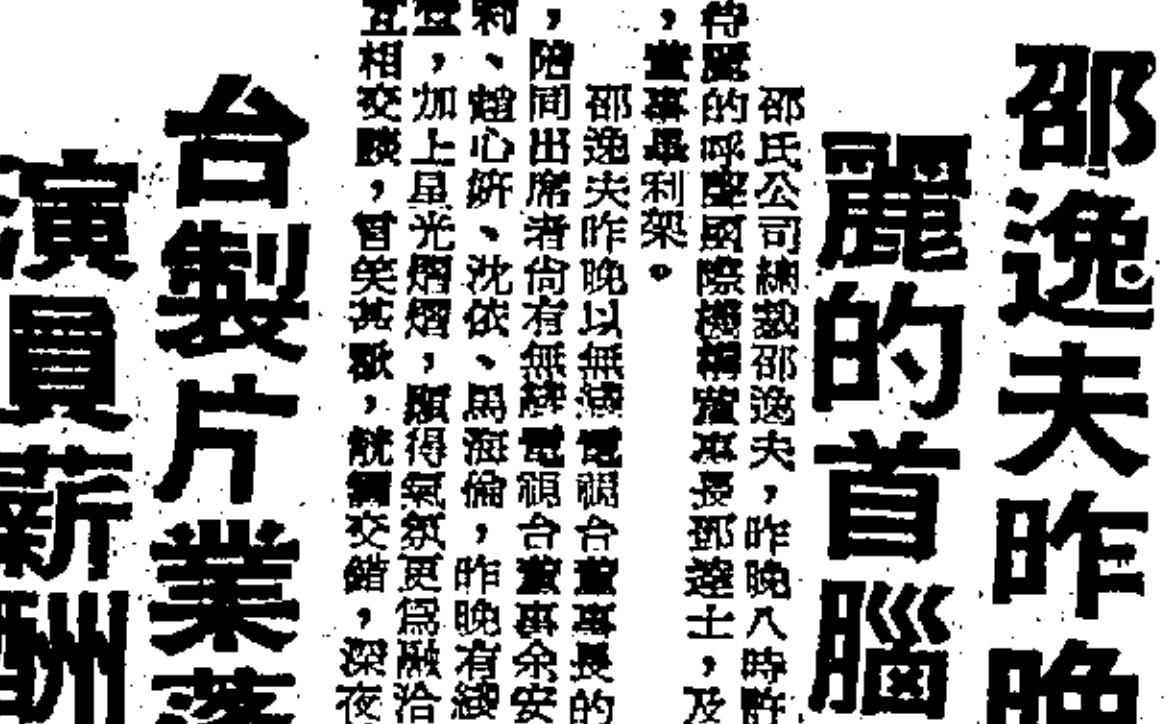 邵逸夫昨晚
麗的首腦
邵氏公司總裁邵逸夫，昨晚八時許
待麗的呼聲國際機構董事長鄧達士，及
，董事畢利架。
邵逸夫昨晚以無綫電視台董事長的
，陪同出席者尚有無綫電視台董事余安
莉、趙心姸、沈依、馬海倫，昨晚有綫
，加上星光熠熠，顯得氣氛更爲融洽
互相交談，言笑甚歡，觥籌交錯，深夜
台製片業落
演員薪酬